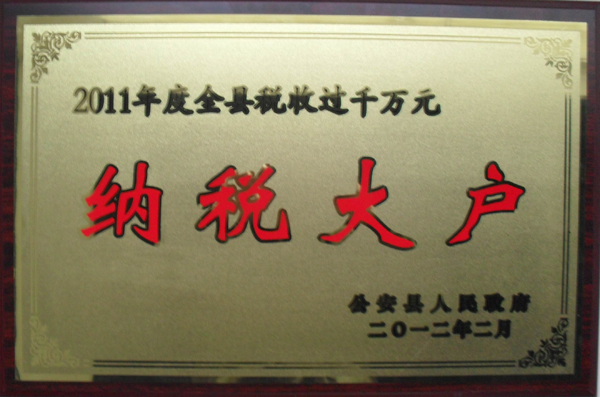 2011年度全县税收过千万元
纳税大户
公安县人民政府
二〇一二年二月